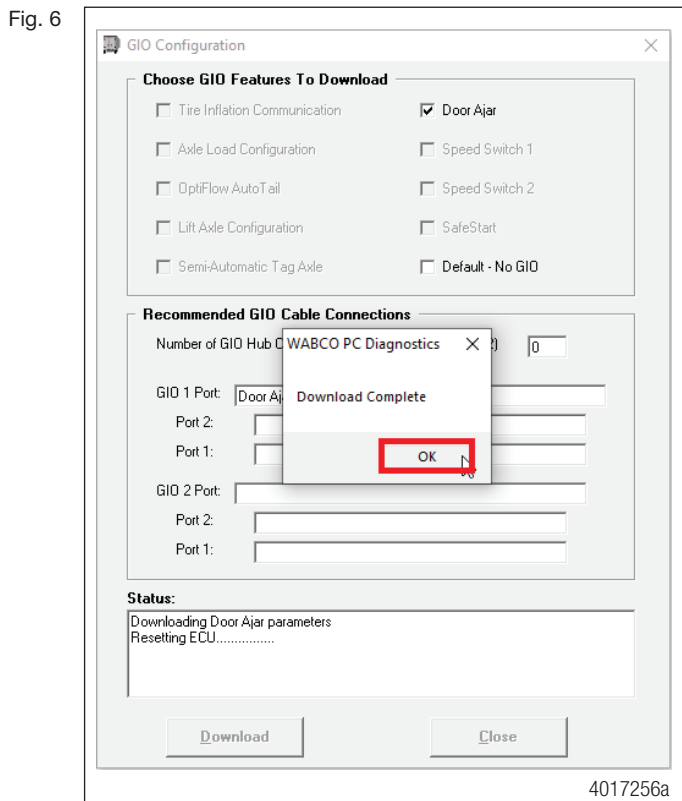 Fig. 6
GIO Configuration
Choose GIO Features To Download
Tire Inflation Communication
Door Ajar
Axle Load Configuration
Speed Switch 1
OptiFlow AutoTail
Speed Switch 2
Lift Axle Configuration
SafeStart
Semi-Automatic Tag Axle
Default - No GIO
Recommended GIO Cable Connections
Number of GIO Hub
0
WABCO PC Diagnostics
Download Complete
OK
GIO 1 Port: Door
Port 2:
Port 1:
GIO 2 Port:
Port 2:
Port 1:
Status:
Downloading Door Ajar parameters
Resetting ECU................
Download
Close
4017256a